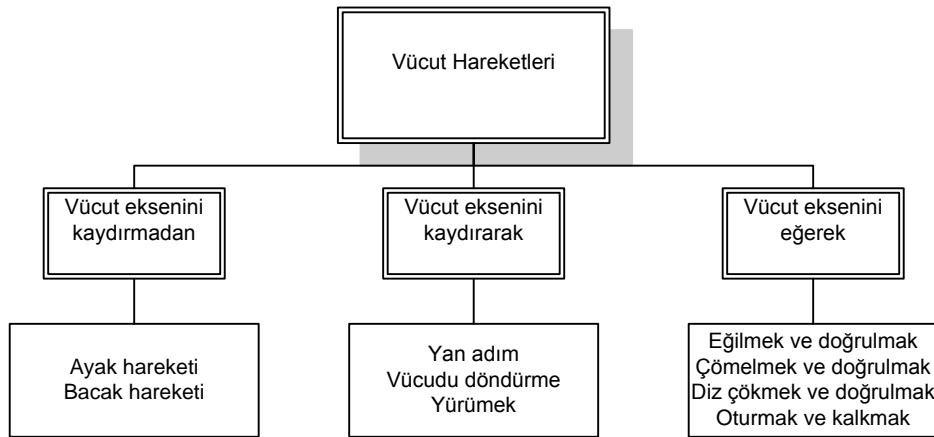 Vücut Hareketleri
Vücut eksenini
kaydırmadan
Vücut eksenini
kaydırarak
Vücut eksenini
eğerek
Ayak hareketi
Bacak hareketi
Yan adım
Vücudu döndürme
Yürümek
Eğilmek ve doğrulmak
Çömelmek ve doğrulmak
Diz çökmek ve doğrulmak
Oturmak ve kalkmak